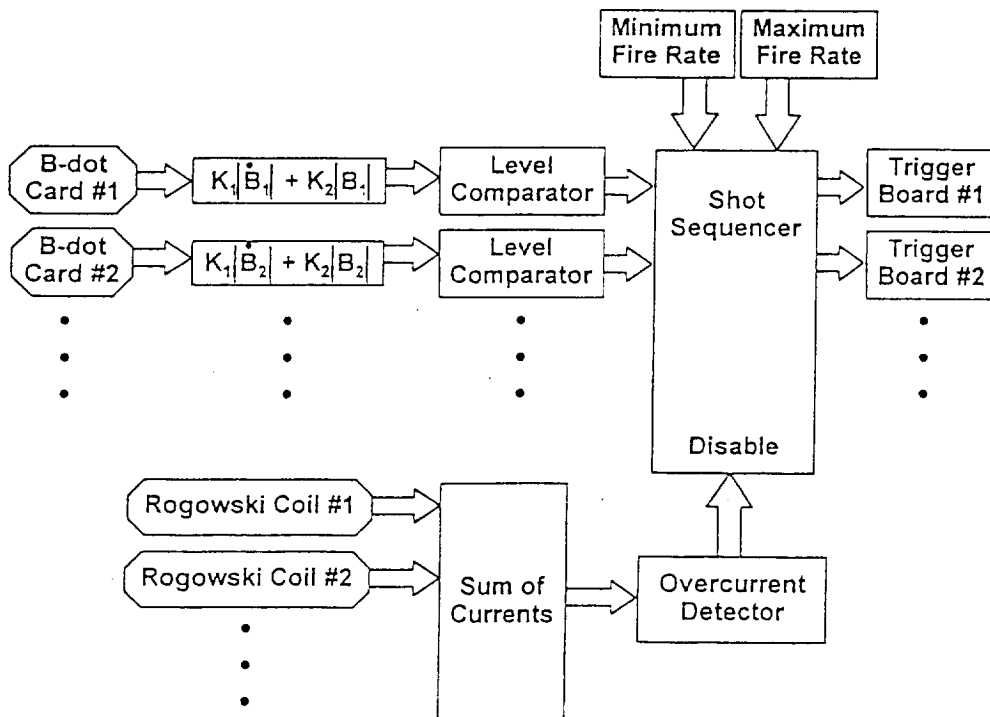 Minimum
Fire Rate
Maximum
Fire Rate
B-dot
Card #1
K₁|Ḃ₁| + K₂|B₁|
Level
Comparator
Shot
Sequencer
Trigger
Board #1
B-dot
Card #2
K₁|Ḃ₂| + K₂|B₂|
Level
Comparator
Trigger
Board #2
Disable
Rogowski Coil #1
Rogowski Coil #2
Sum of
Currents
Overcurrent
Detector